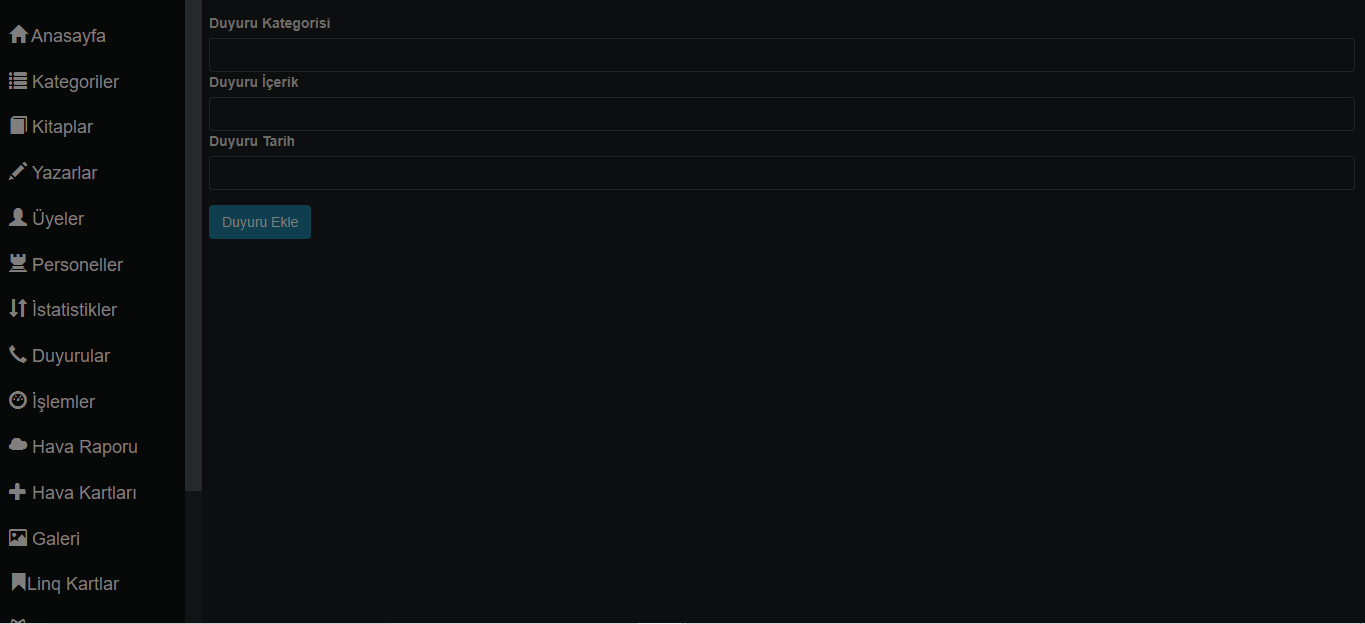 Anasayfa
Kategoriler
Kitaplar
Yazarlar
Üyeler
Personeller
İstatistikler
Duyurular
İşlemler
Hava Raporu
Hava Kartları
Galeri
Linq Kartlar
Duyuru Kategorisi
Duyuru İçerik
Duyuru Tarih
Duyuru Ekle